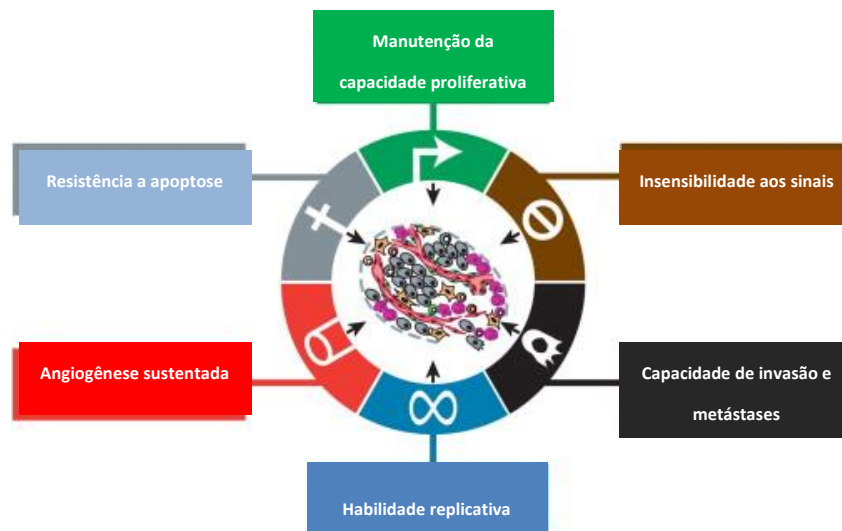 Manutenção da
capacidade proliferativa
Resistência a apoptose
Insensibilidade aos sinais
Angiogênese sustentada
Capacidade de invasão e
metástases
Habilidade replicativa